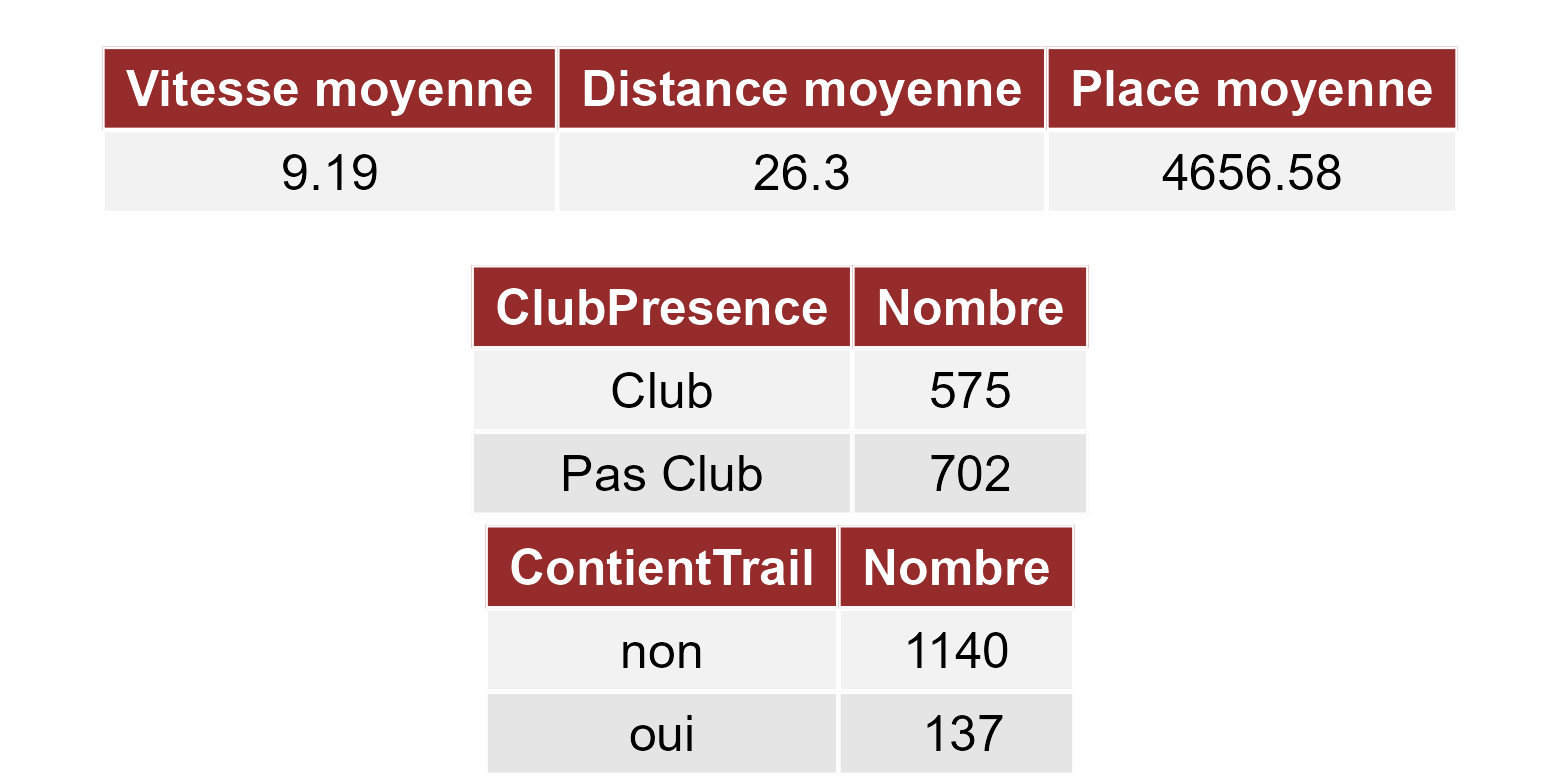 Vitesse moyenne Distance moyenne Place moyenne
9.19 26.3 4656.58
ClubPresence Nombre
Club 575
Pas Club 702
ContientTrail Nombre
non 1140
oui 137